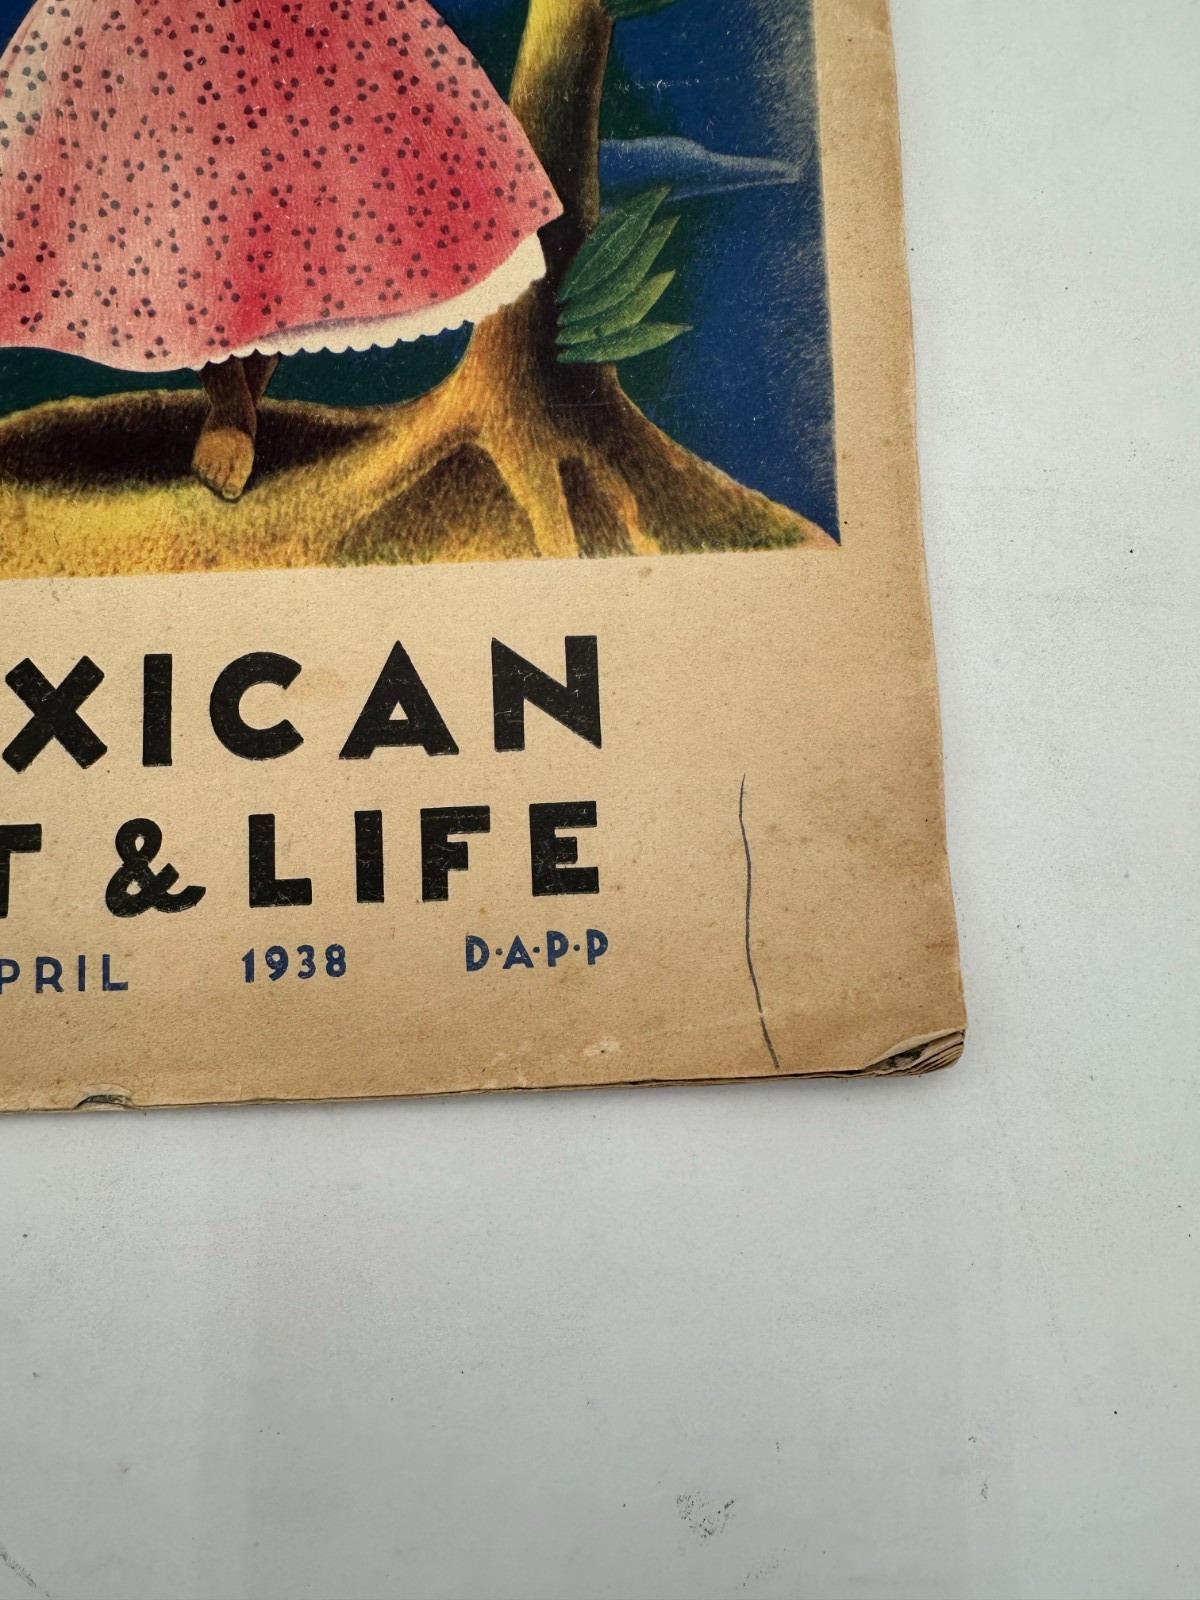 XICAN
T & LIFE
PRIL 1938 D·A·P·P